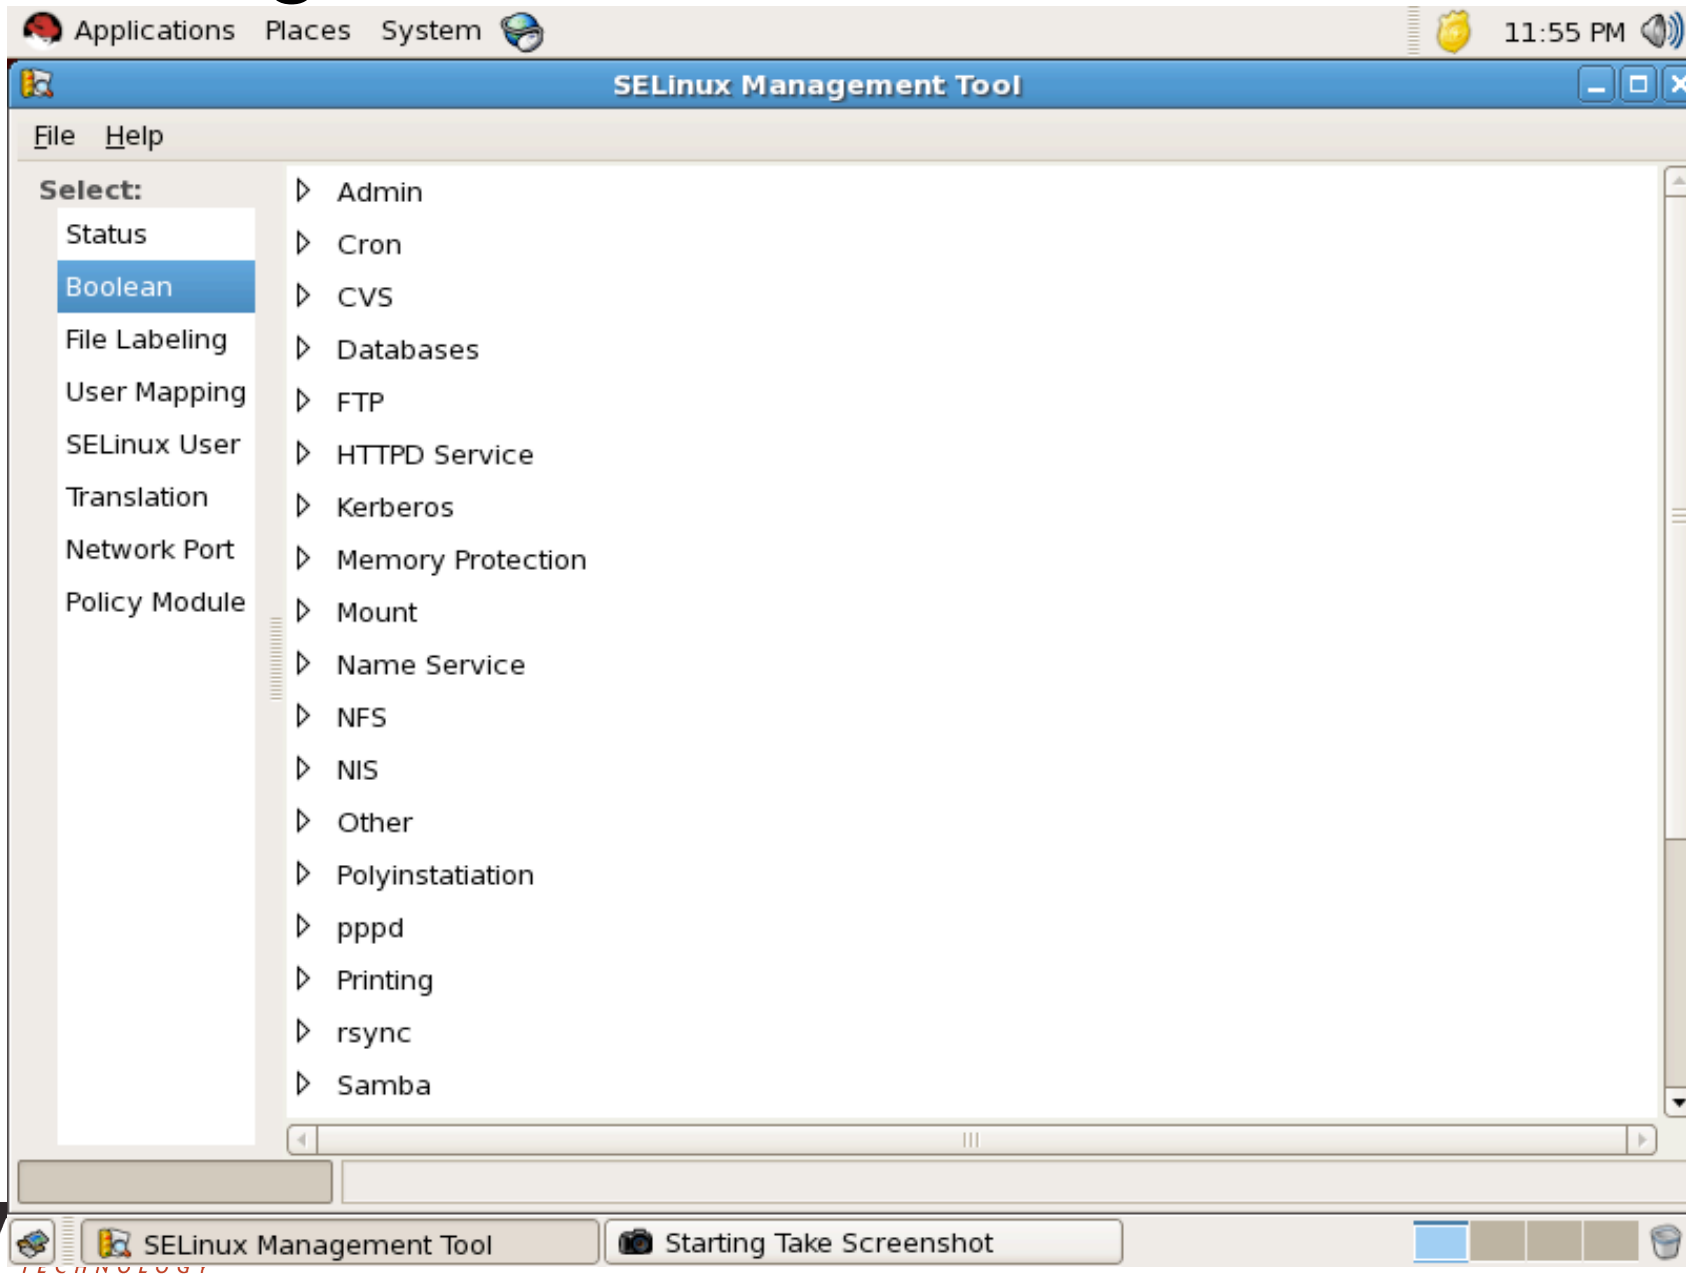 Applications Places System 11:55 PM
SELinux Management Tool
File Help
Select:
Status
Boolean
File Labeling
User Mapping
SELinux User
Translation
Network Port
Policy Module
Admin
Cron
CVS
Databases
FTP
HTTPD Service
Kerberos
Memory Protection
Mount
Name Service
NFS
NIS
Other
Polyinstatiation
pppd
Printing
rsync
Samba
SELinux Management Tool Starting Take Screenshot
TECHNOLOGY